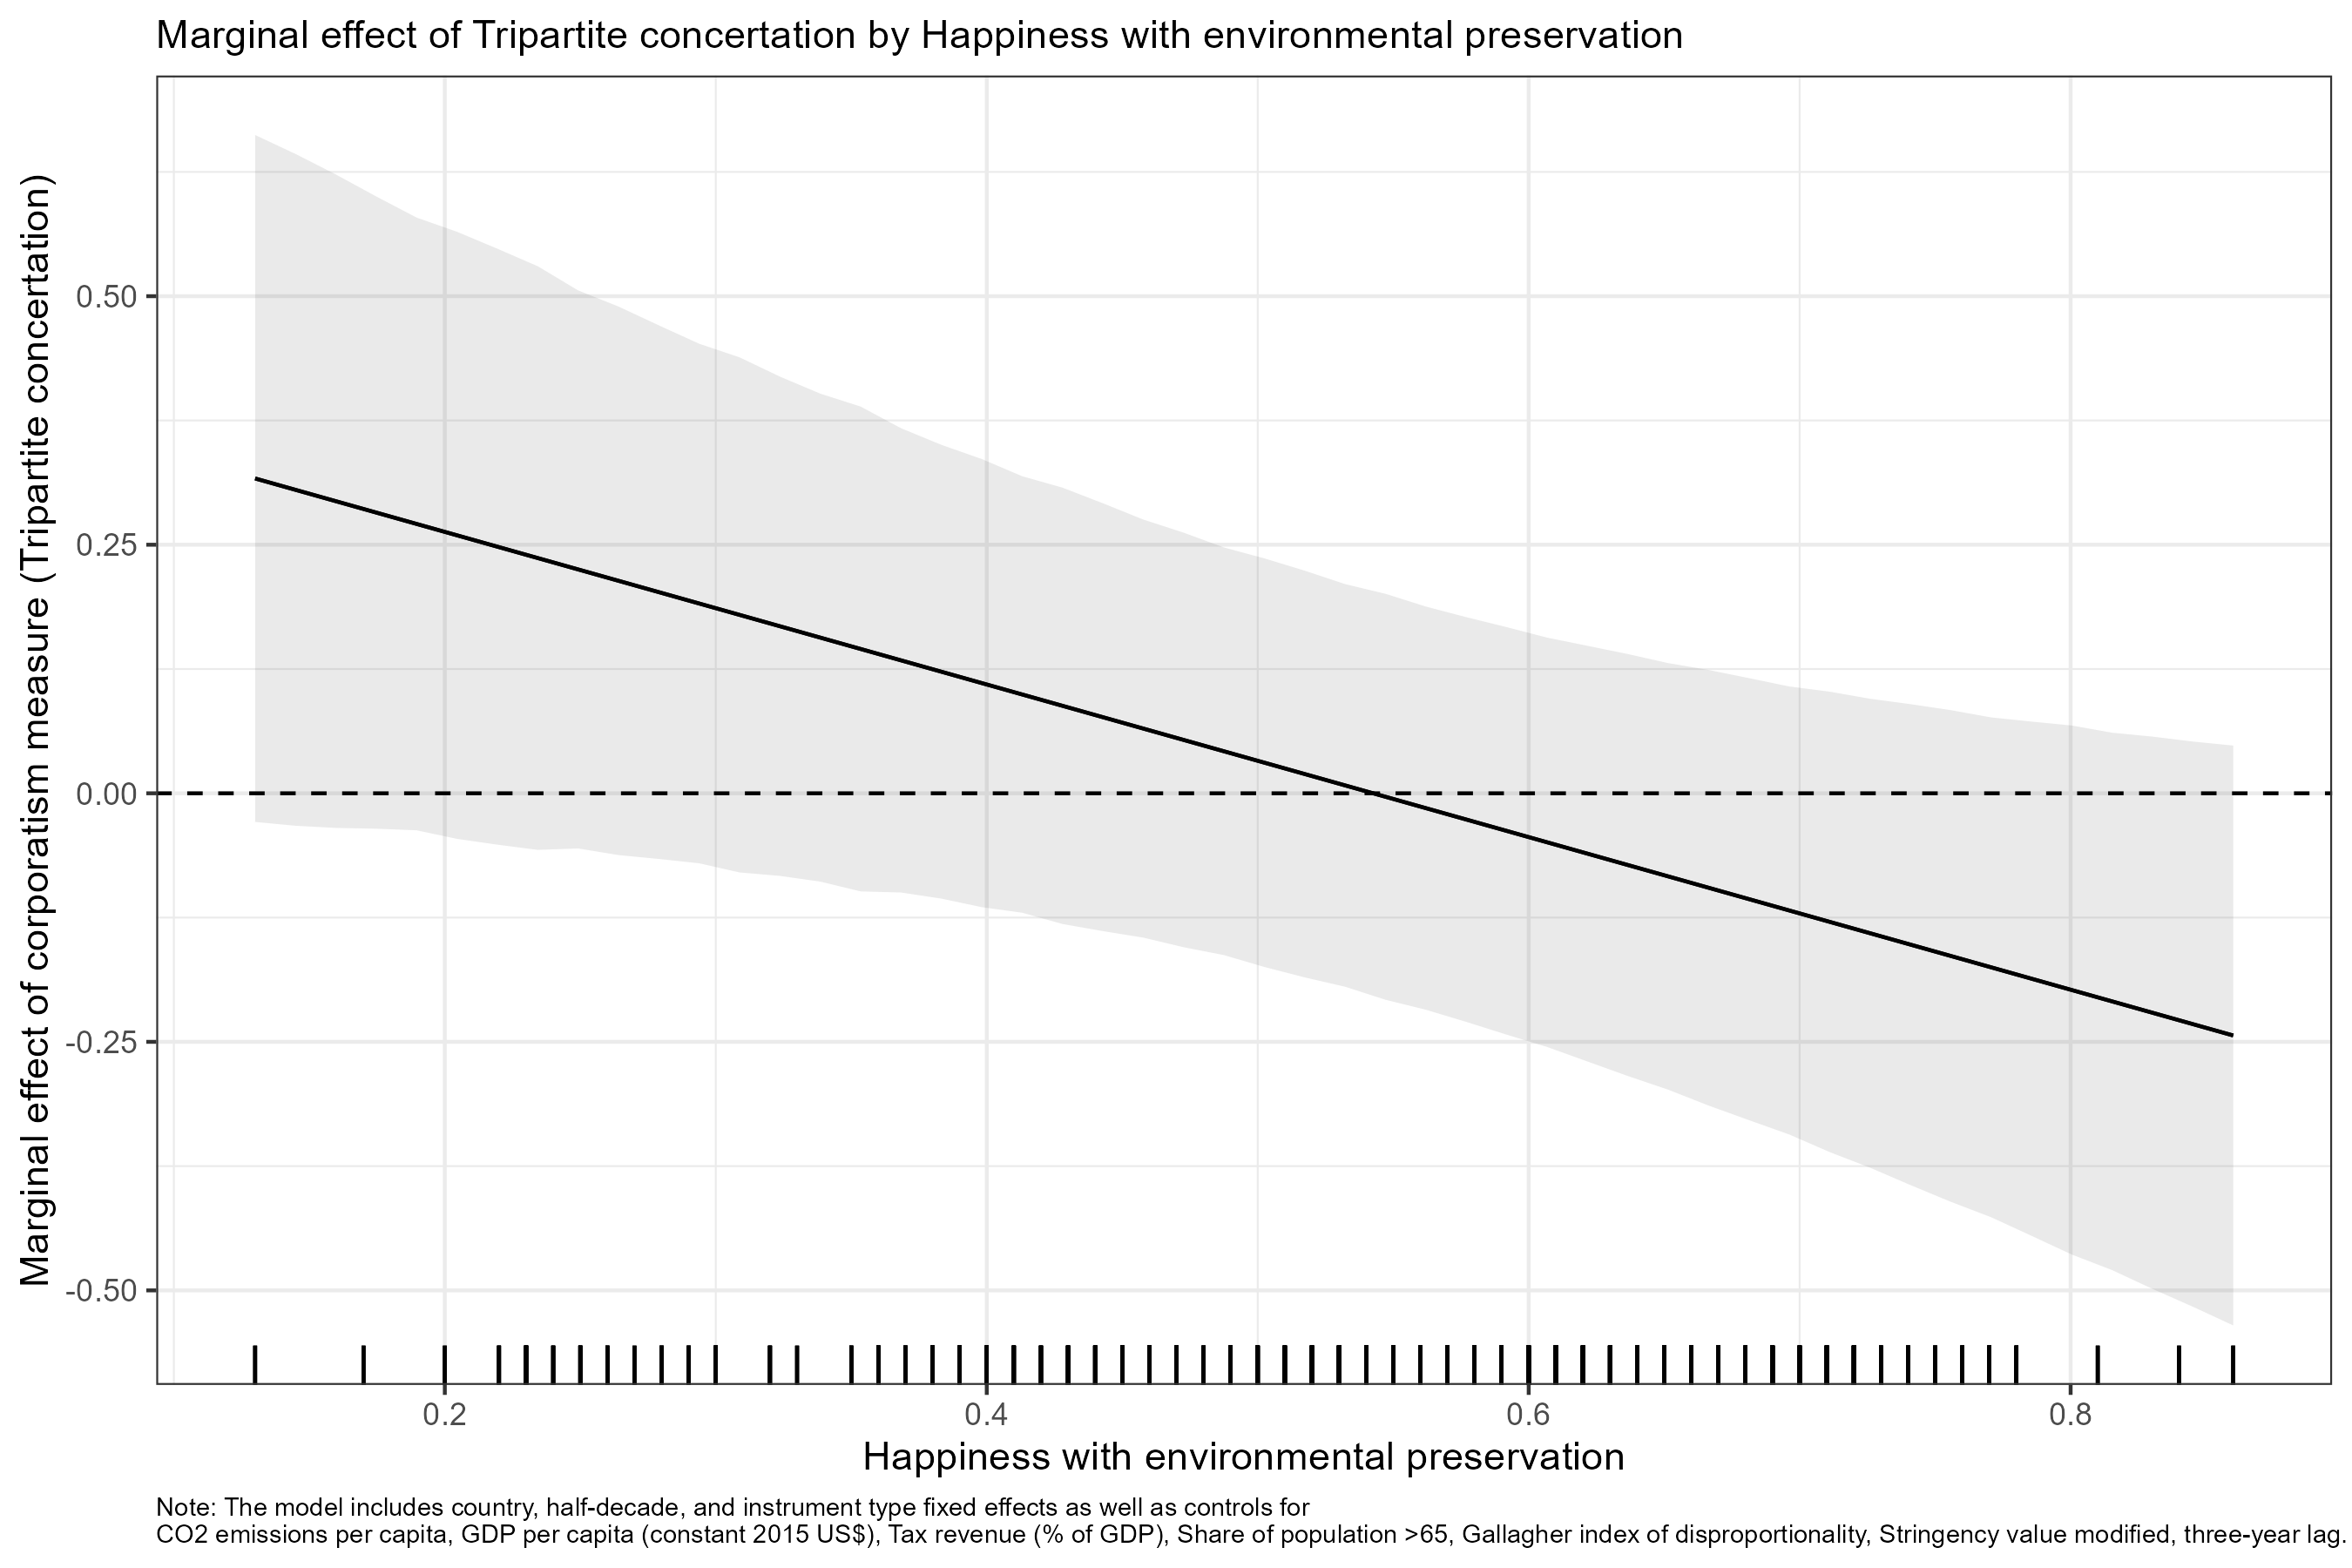 Marginal effect of Tripartite concertation by Happiness with environmental preservation
Marginal effect of corporatism measure (Tripartite concertation)
0.50
0.25
0.00
-0.25
-0.50
0.2
0.4
0.6
0.8
Happiness with environmental preservation
Note: The model includes country, half-decade, and instrument type fixed effects as well as controls for
CO2 emissions per capita, GDP per capita (constant 2015 US$), Tax revenue (% of GDP), Share of population >65, Gallagher index of disproportionality, Stringency value modified, three-year lag.